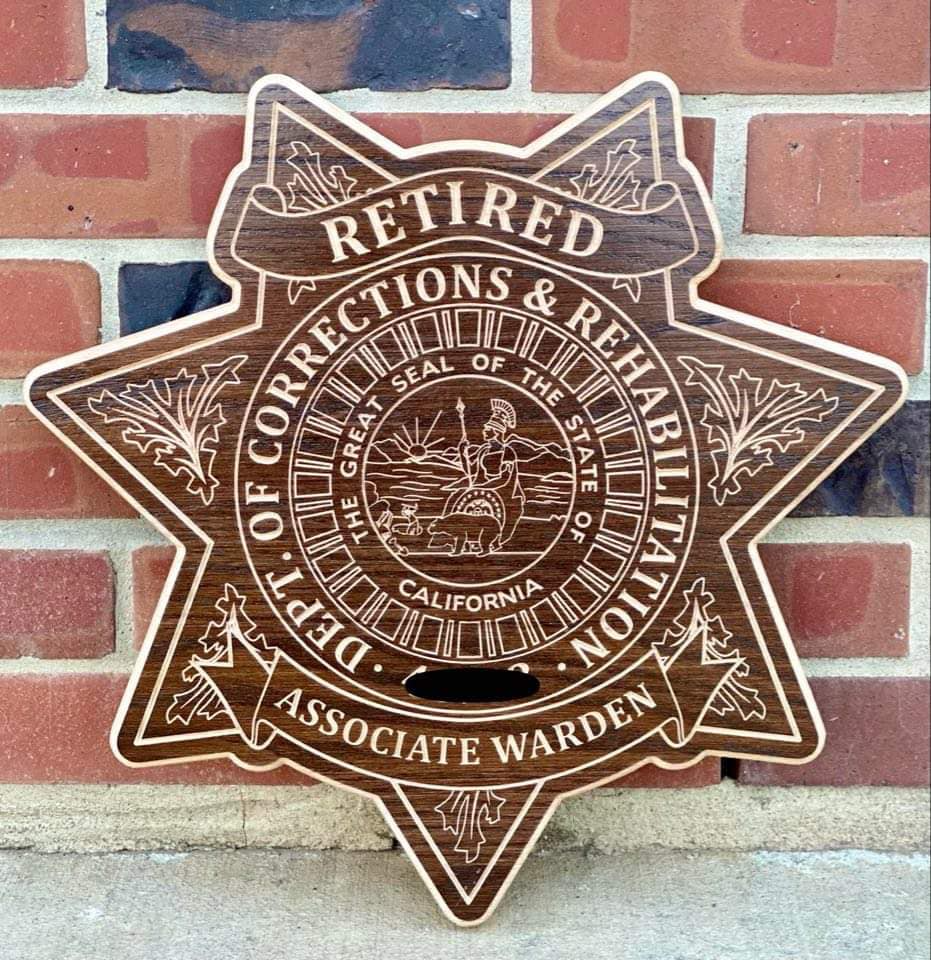 RETIRED
DEPT. OF CORRECTIONS & REHABILITATION
THE GREAT SEAL OF THE STATE OF
CALIFORNIA
ASSOCIATE WARDEN